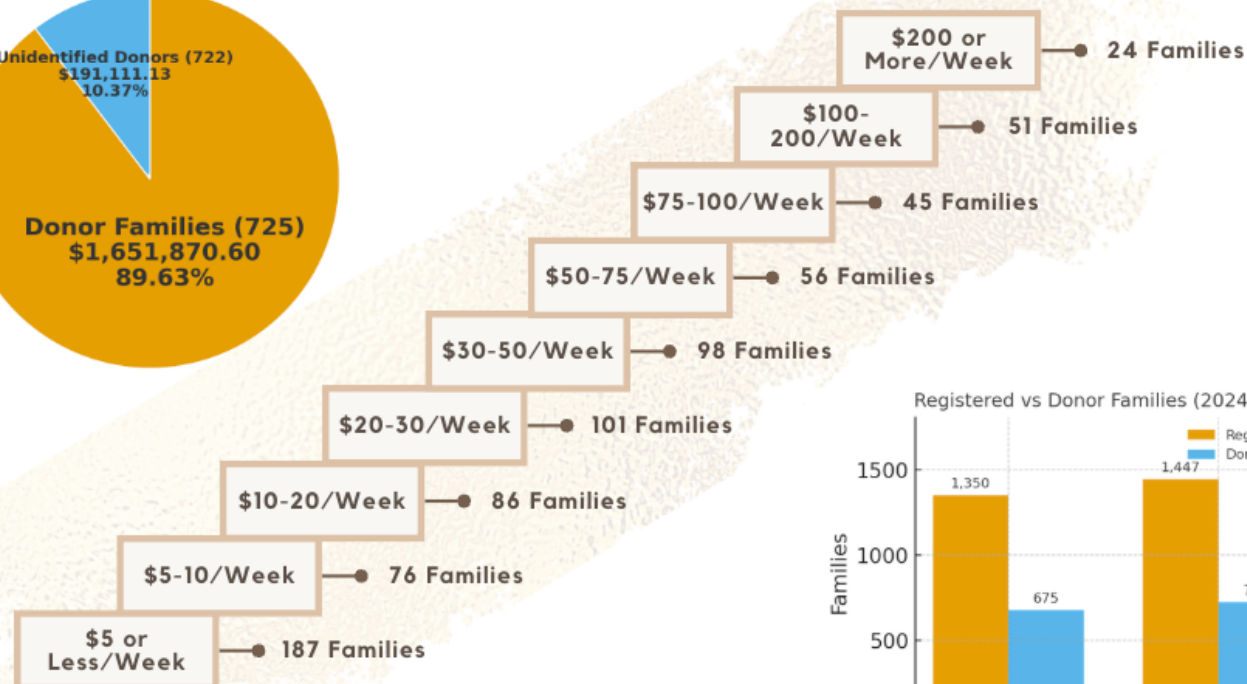 Unidentified Donors (722)
$191,111.13
10.37%
Donor Families (725)
$1,651,870.60
89.63%
$200 or
More/Week
24 Families
$100-
200/Week
51 Families
$75-100/Week
45 Families
$50-75/Week
56 Families
$30-50/Week
98 Families
$20-30/Week
101 Families
$10-20/Week
86 Families
$5-10/Week
76 Families
$5 or
Less/Week
187 Families
Registered vs Donor Families (2024
1500
1000
500
Families
1,350
675
1,447